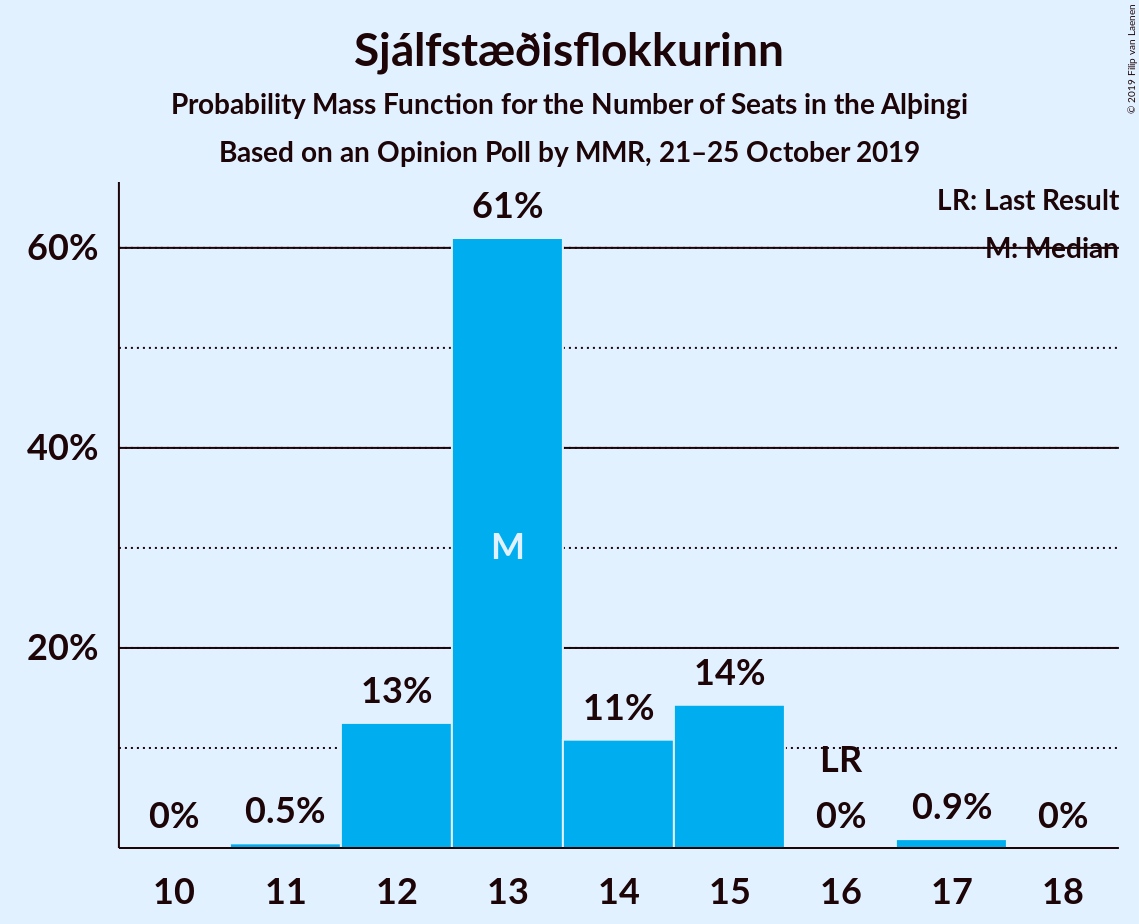 Sjálfstæðisflokkurinn
Probability Mass Function for the Number of Seats in the Alþingi
Based on an Opinion Poll by MMR, 21–25 October 2019
© 2019 Filip van Laenen
LR: Last Result
M: Median
60%
40%
20%
0%
0.5%
13%
61%
M
11%
14%
LR
0%
0.9%
0%
10 11 12 13 14 15 16 17 18